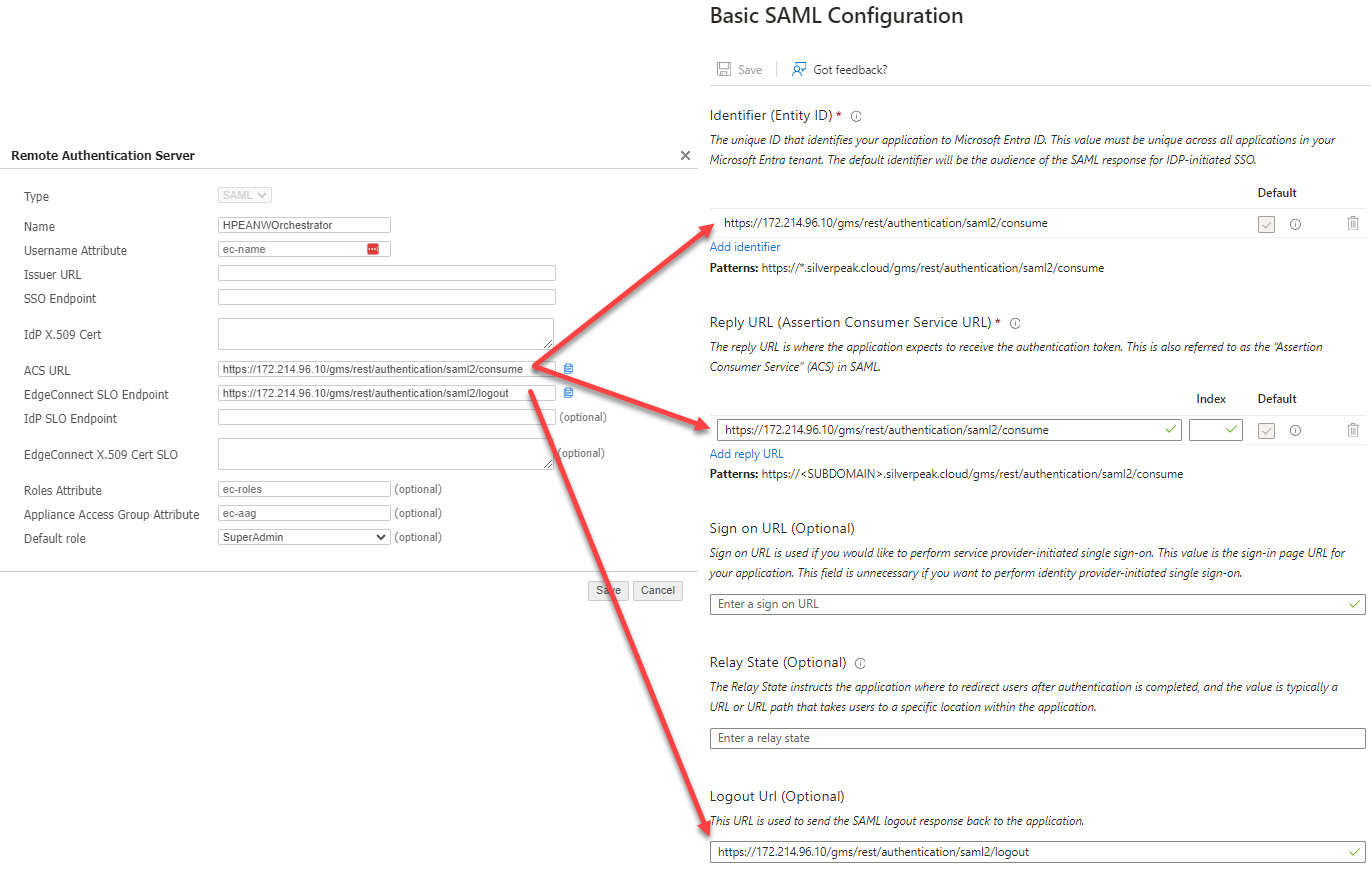 Remote Authentication Server
Type
SAML
Name
HPEANWOrchestrator
Username Attribute
ec-name
Issuer URL
SSO Endpoint
IdP X.509 Cert
ACS URL
https://172.214.96.10/gms/rest/authentication/saml2/consume
EdgeConnect SLO Endpoint
https://172.214.96.10/gms/rest/authentication/saml2/logout
IdP SLO Endpoint
(optional)
EdgeConnect X.509 Cert SLO
(optional)
Roles Attribute
ec-roles
(optional)
Appliance Access Group Attribute
ec-aag
(optional)
Default role
SuperAdmin
(optional)
Save
Cancel
Basic SAML Configuration
Save
Got feedback?
Identifier (Entity ID) *
The unique ID that identifies your application to Microsoft Entra ID. This value must be unique across all applications in your
Microsoft Entra tenant. The default identifier will be the audience of the SAML response for IDP-initiated SSO.
Default
https://172.214.96.10/gms/rest/authentication/saml2/consume
Add identifier
Patterns: https://*.silverpeak.cloud/gms/rest/authentication/saml2/consume
Reply URL (Assertion Consumer Service URL) *
The reply URL is where the application expects to receive the authentication token. This is also referred to as the "Assertion
Consumer Service" (ACS) in SAML.
Index
Default
https://172.214.96.10/gms/rest/authentication/saml2/consume
Add reply URL
Patterns: https://<SUBDOMAIN>.silverpeak.cloud/gms/rest/authentication/saml2/consume
Sign on URL (Optional)
Sign on URL is used if you would like to perform service provider-initiated single sign-on. This value is the sign-in page URL for
your application. This field is unnecessary if you want to perform identity provider-initiated single sign-on.
Enter a sign on URL
Relay State (Optional)
The Relay State instructs the application where to redirect users after authentication is completed, and the value is typically a
URL or URL path that takes users to a specific location within the application.
Enter a relay state
Logout Url (Optional)
This URL is used to send the SAML logout response back to the application.
https://172.214.96.10/gms/rest/authentication/saml2/logout